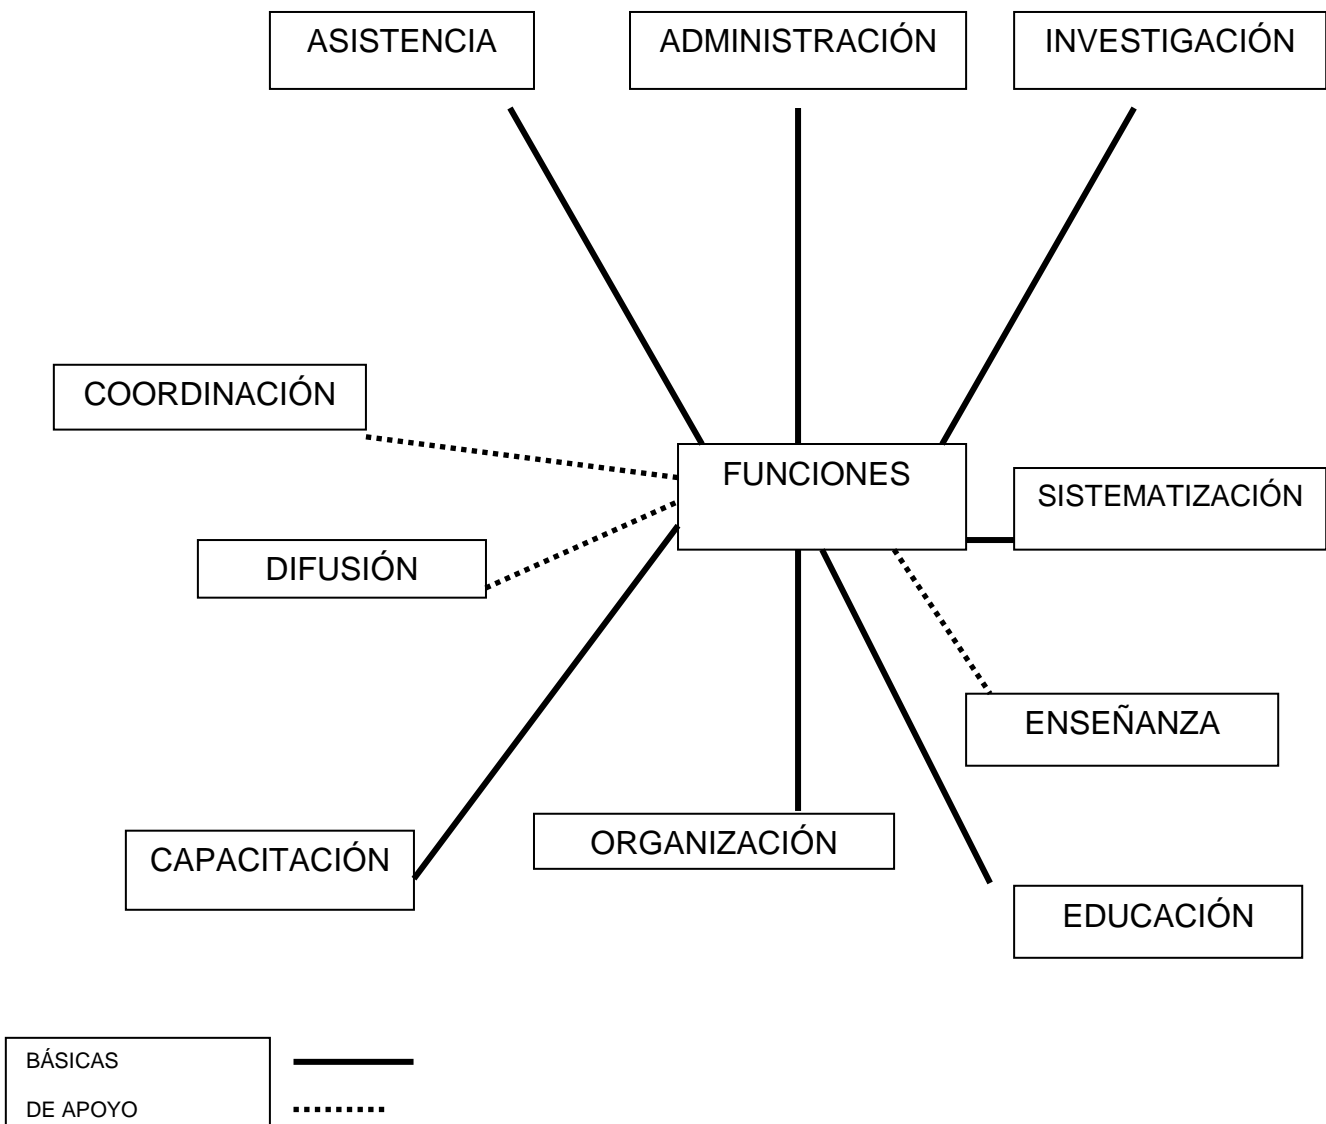 ASISTENCIA
ADMINISTRACIÓN
INVESTIGACIÓN
COORDINACIÓN
FUNCIONES
SISTEMATIZACIÓN
DIFUSIÓN
ENSEÑANZA
CAPACITACIÓN
ORGANIZACIÓN
EDUCACIÓN
BÁSICAS
DE APOYO